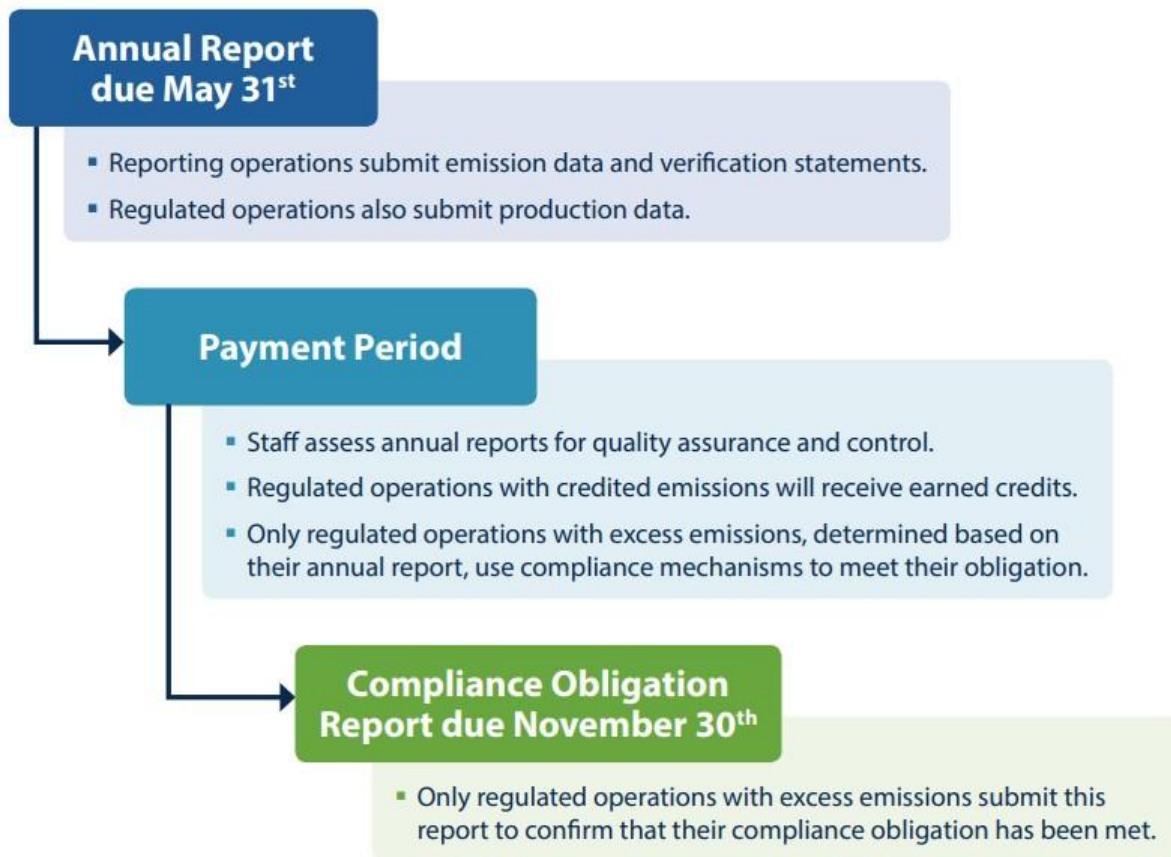 Annual Report
due May 31st
▪ Reporting operations submit emission data and verification statements.
▪ Regulated operations also submit production data.
Payment Period
▪ Staff assess annual reports for quality assurance and control.
▪ Regulated operations with credited emissions will receive earned credits.
▪ Only regulated operations with excess emissions, determined based on
their annual report, use compliance mechanisms to meet their obligation.
Compliance Obligation
Report due November 30th
▪ Only regulated operations with excess emissions submit this
report to confirm that their compliance obligation has been met.